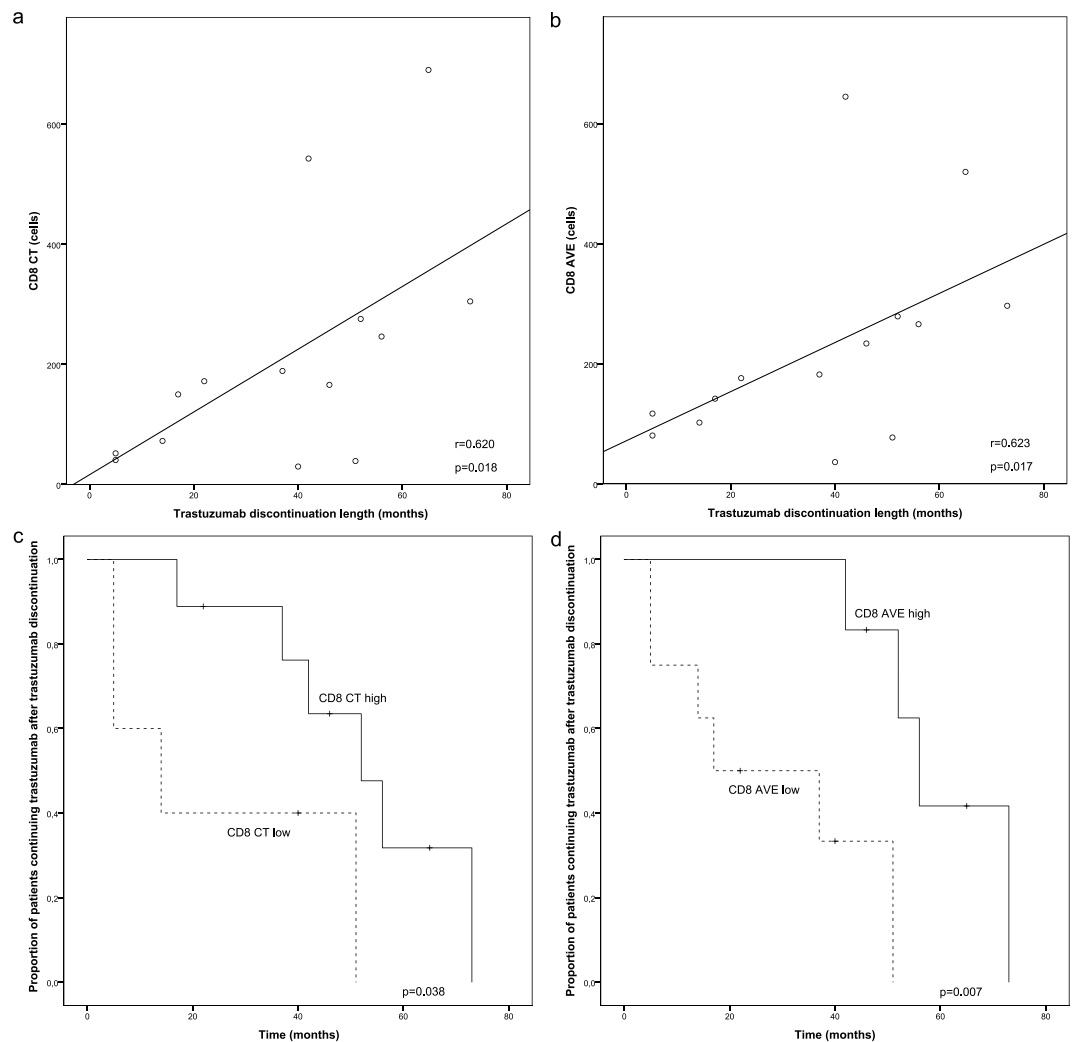 a
CD8 CT (cells)
600
400
200
0
r=0.620
p=0.018
0 20 40 60 80
Trastuzumab discontinuation length (months)
b
CD8 AVE (cells)
600
400
200
0
r=0.623
p=0.017
0 20 40 60 80
Trastuzumab discontinuation length (months)
c
Proportion of patients continuing trastuzumab after trastuzumab discontinuation
1,0
0,8
0,6
0,4
0,2
0,0
CD8 CT high
CD8 CT low
p=0.038
0 20 40 60 80
Time (months)
d
Proportion of patients continuing trastuzumab after trastuzumab discontinuation
1,0
0,8
0,6
0,4
0,2
0,0
CD8 AVE high
CD8 AVE low
p=0.007
0 20 40 60 80
Time (months)